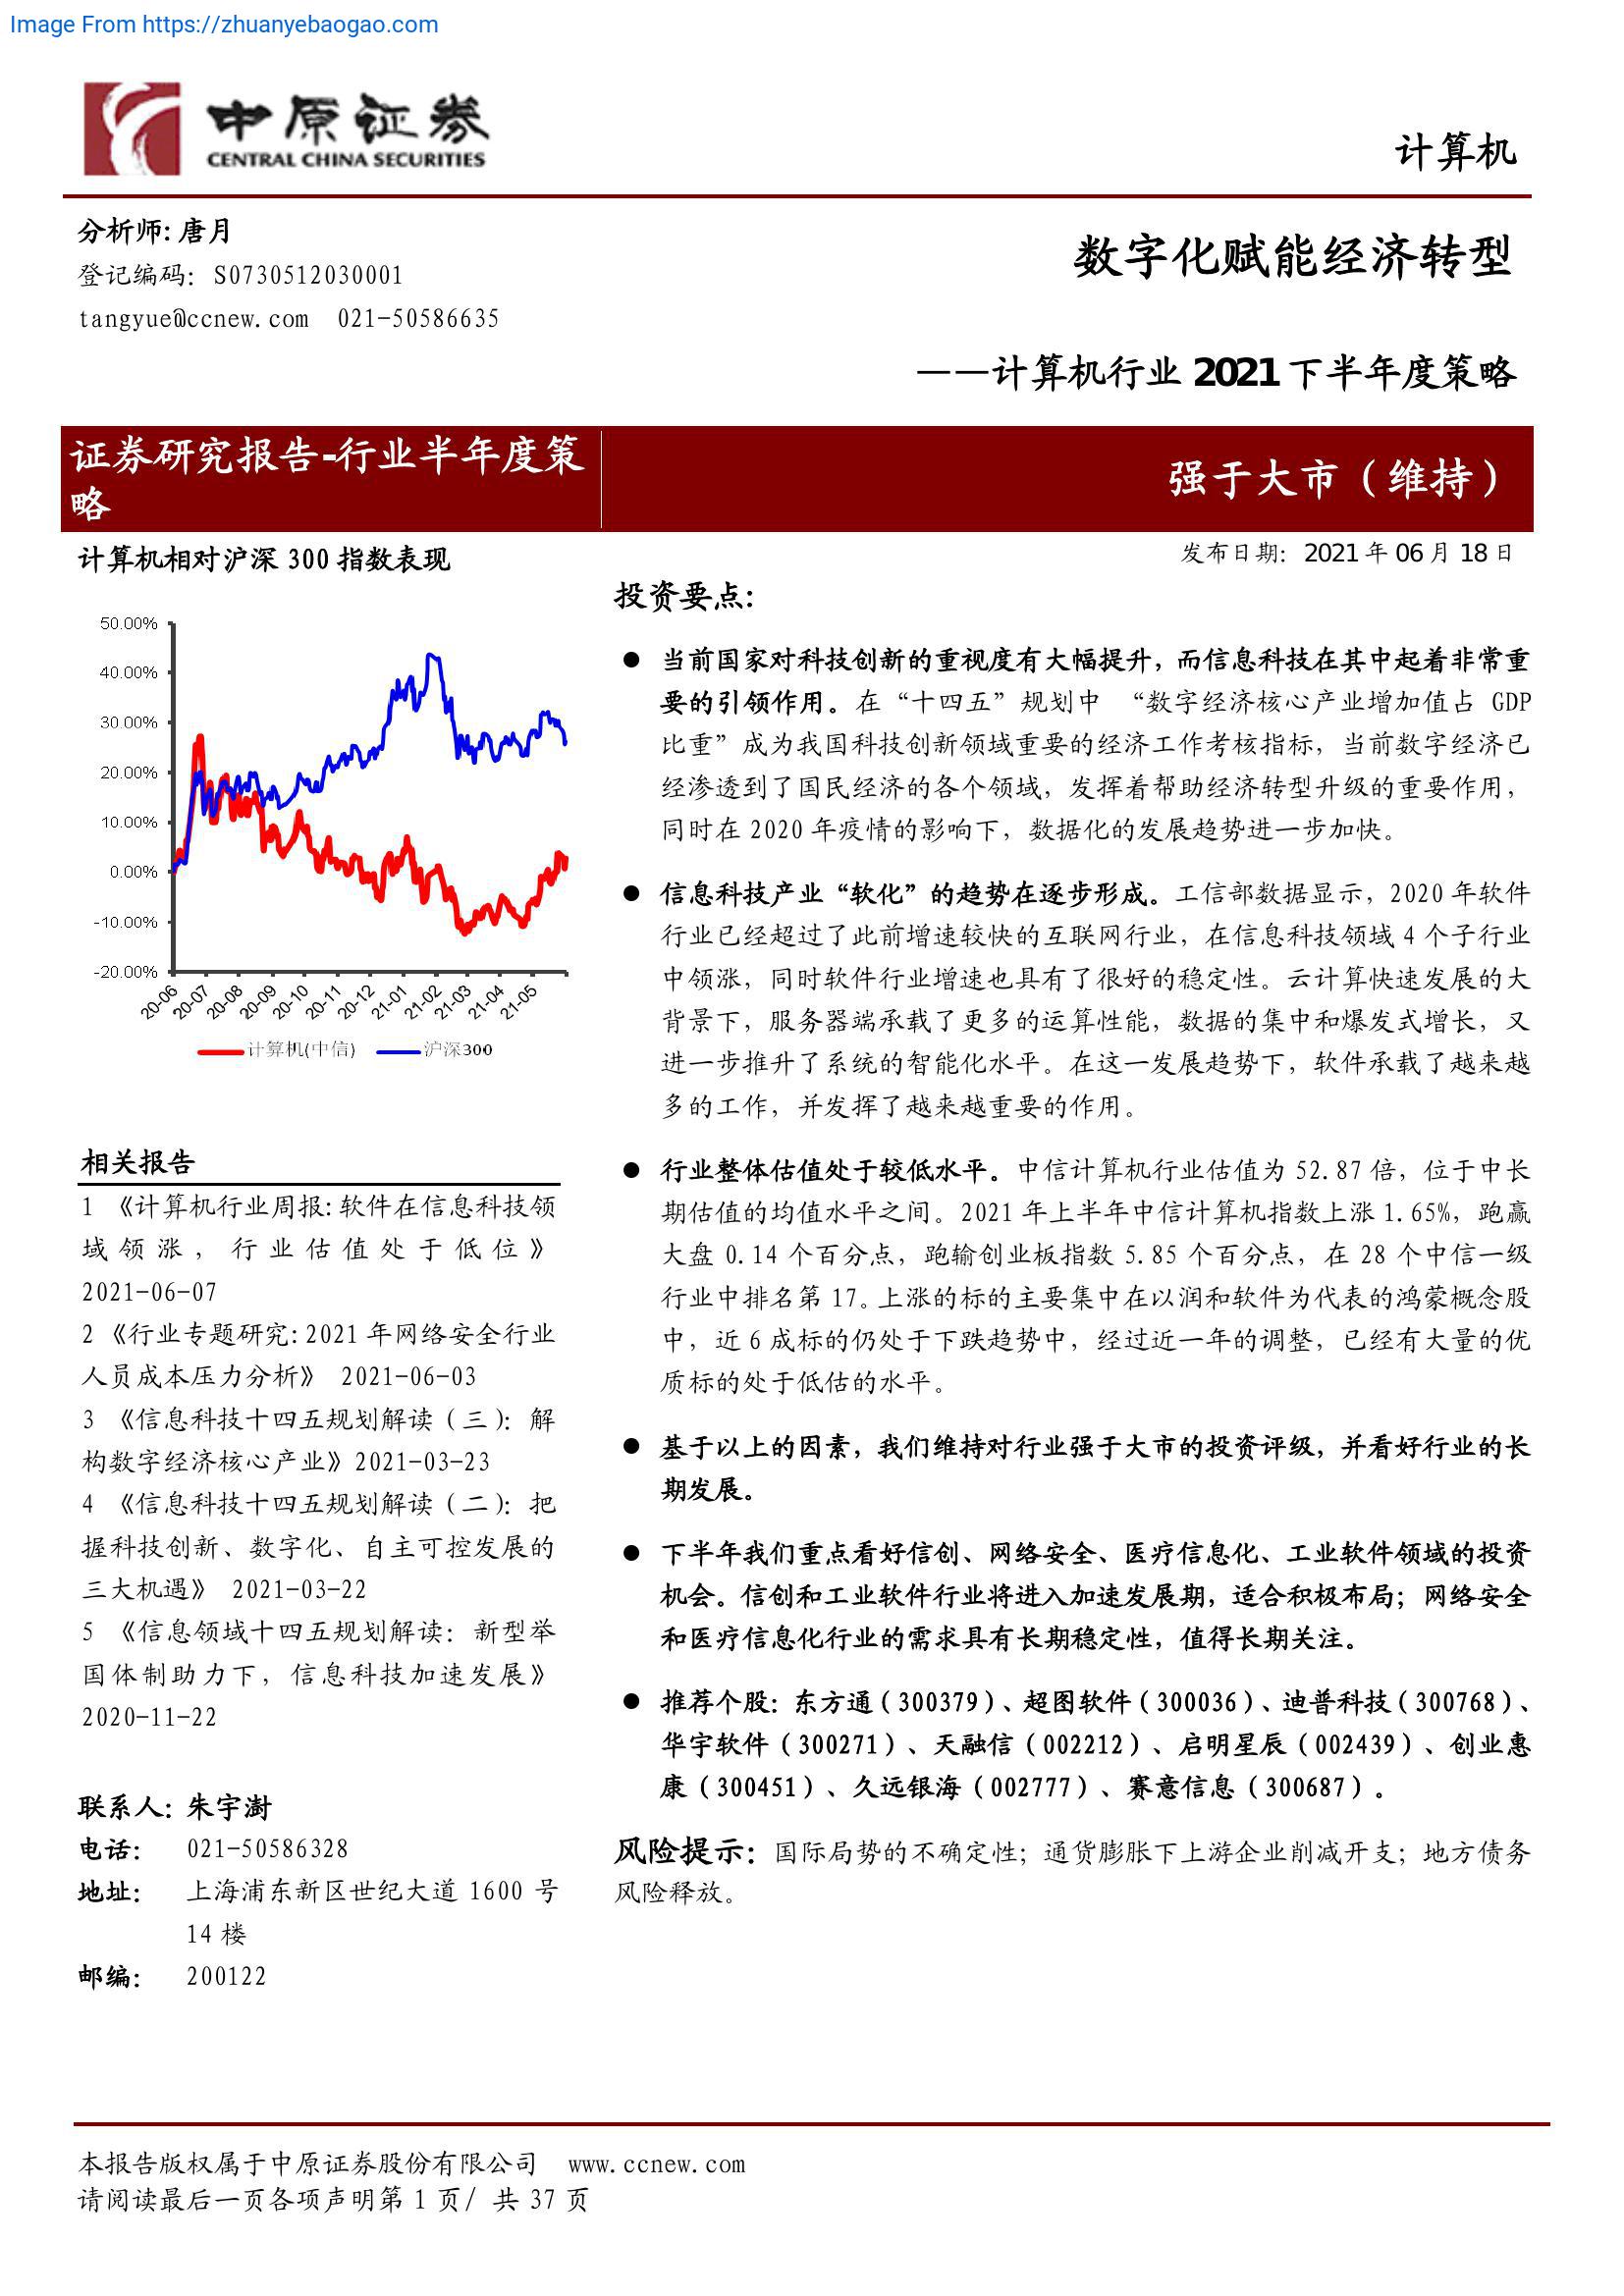 Image From https://zhuanyebaogao.com
中原证券
CENTRAL CHINA SECURITIES
计算机
分析师:唐月
登记编码：S0730512030001
tangyue@ccnew.com 021-50586635
数字化赋能经济转型
——计算机行业 2021 下半年度策略
证券研究报告-行业半年度策
略
强于大市（维持）
计算机相对沪深 300 指数表现
50.00%
40.00%
30.00%
20.00%
10.00%
0.00%
-10.00%
-20.00%
20-06
20-07
20-08
20-09
20-10
20-11
20-12
21-01
21-02
21-03
21-04
21-05
计算机(中信) 沪深300
相关报告
1 《计算机行业周报:软件在信息科技领
域领涨，行业估值处于低位》
2021-06-07
2 《行业专题研究:2021 年网络安全行业
人员成本压力分析》 2021-06-03
3 《信息科技十四五规划解读（三）：解
构数字经济核心产业》2021-03-23
4 《信息科技十四五规划解读（二）：把
握科技创新、数字化、自主可控发展的
三大机遇》 2021-03-22
5 《信息领域十四五规划解读：新型举
国体制助力下，信息科技加速发展》
2020-11-22
联系人：朱宇澍
电话： 021-50586328
地址： 上海浦东新区世纪大道 1600 号
14 楼
邮编： 200122
发布日期：2021 年 06 月 18 日
投资要点:
● 当前国家对科技创新的重视度有大幅提升，而信息科技在其中起着非常重
要的引领作用。在“十四五”规划中 “数字经济核心产业增加值占 GDP
比重”成为我国科技创新领域重要的经济工作考核指标，当前数字经济已
经渗透到了国民经济的各个领域，发挥着帮助经济转型升级的重要作用，
同时在 2020 年疫情的影响下，数据化的发展趋势进一步加快。
● 信息科技产业“软化”的趋势在逐步形成。工信部数据显示，2020 年软件
行业已经超过了此前增速较快的互联网行业，在信息科技领域 4 个子行业
中领涨，同时软件行业增速也具有了很好的稳定性。云计算快速发展的大
背景下，服务器端承载了更多的运算性能，数据的集中和爆发式增长，又
进一步推升了系统的智能化水平。在这一发展趋势下，软件承载了越来越
多的工作，并发挥了越来越重要的作用。
● 行业整体估值处于较低水平。中信计算机行业估值为 52.87 倍，位于中长
期估值的均值水平之间。2021 年上半年中信计算机指数上涨 1.65%，跑赢
大盘 0.14 个百分点，跑输创业板指数 5.85 个百分点，在 28 个中信一级
行业中排名第 17。上涨的标的主要集中在以润和软件为代表的鸿蒙概念股
中，近 6 成标的仍处于下跌趋势中，经过近一年的调整，已经有大量的优
质标的处于低估的水平。
● 基于以上的因素，我们维持对行业强于大市的投资评级，并看好行业的长
期发展。
● 下半年我们重点看好信创、网络安全、医疗信息化、工业软件领域的投资
机会。信创和工业软件行业将进入加速发展期，适合积极布局；网络安全
和医疗信息化行业的需求具有长期稳定性，值得长期关注。
● 推荐个股：东方通（300379）、超图软件（300036）、迪普科技（300768）、
华宇软件（300271）、天融信（002212）、启明星辰（002439）、创业惠
康（300451）、久远银海（002777）、赛意信息（300687）。
风险提示：国际局势的不确定性；通货膨胀下上游企业削减开支；地方债务
风险释放。
本报告版权属于中原证券股份有限公司 www.ccnew.com
请阅读最后一页各项声明第 1 页/ 共 37 页